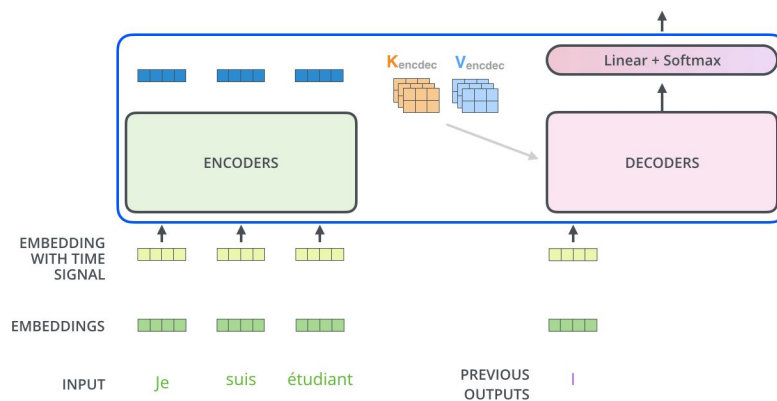 Kencdec
Vencdec
Linear + Softmax
ENCODERS
DECODERS
EMBEDDING
WITH TIME
SIGNAL
EMBEDDINGS
INPUT
Je
suis
étudiant
PREVIOUS
OUTPUTS
I